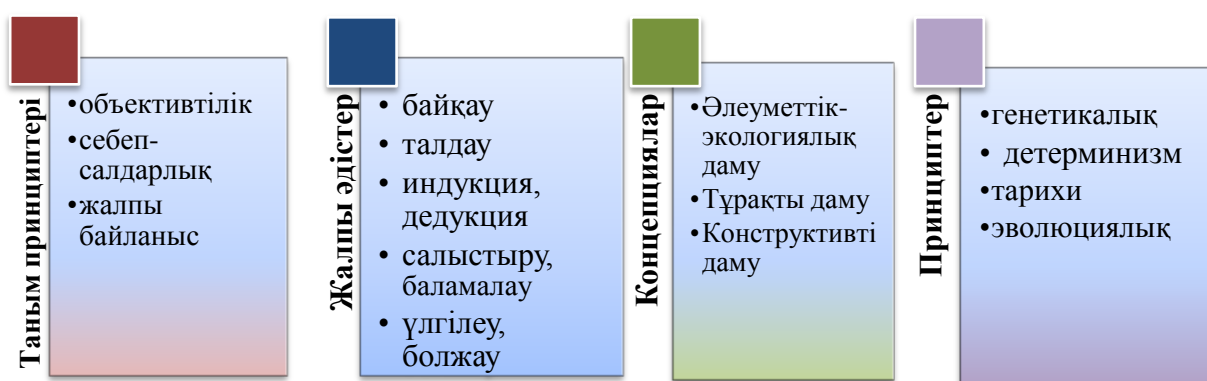 Таным принциптері
•объективтілік
•себеп-
салдарлық
•жалпы
байланыс
Жалпы әдістер
• байқау
• талдау
• индукция,
дедукция
• салыстыру,
баламалау
• үлгілеу,
болжау
Концепциялар
•Әлеуметтік-
экологиялық
даму
•Тұрақты даму
•Конструктивті
даму
Принциптер
•генетикалық
• детерминизм
•тарихи
•эволюциялық